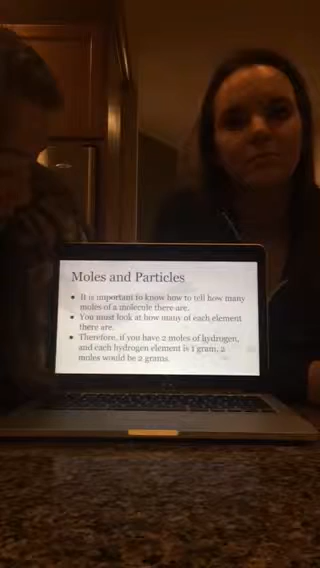 Moles and Particles
• It is important to know how to tell how many
moles of a molecule there are.
• You must look at how many of each element
there are.
• Therefore, if you have 2 moles of hydrogen,
and each hydrogen element is 1 gram, 2
moles would be 2 grams.